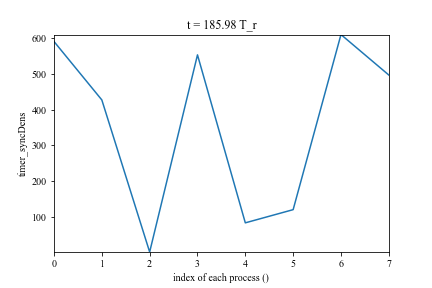 t = 185.98 T_r
600
500
400
300
200
100
timer_syncDens
0 1 2 3 4 5 6 7
index of each process ()